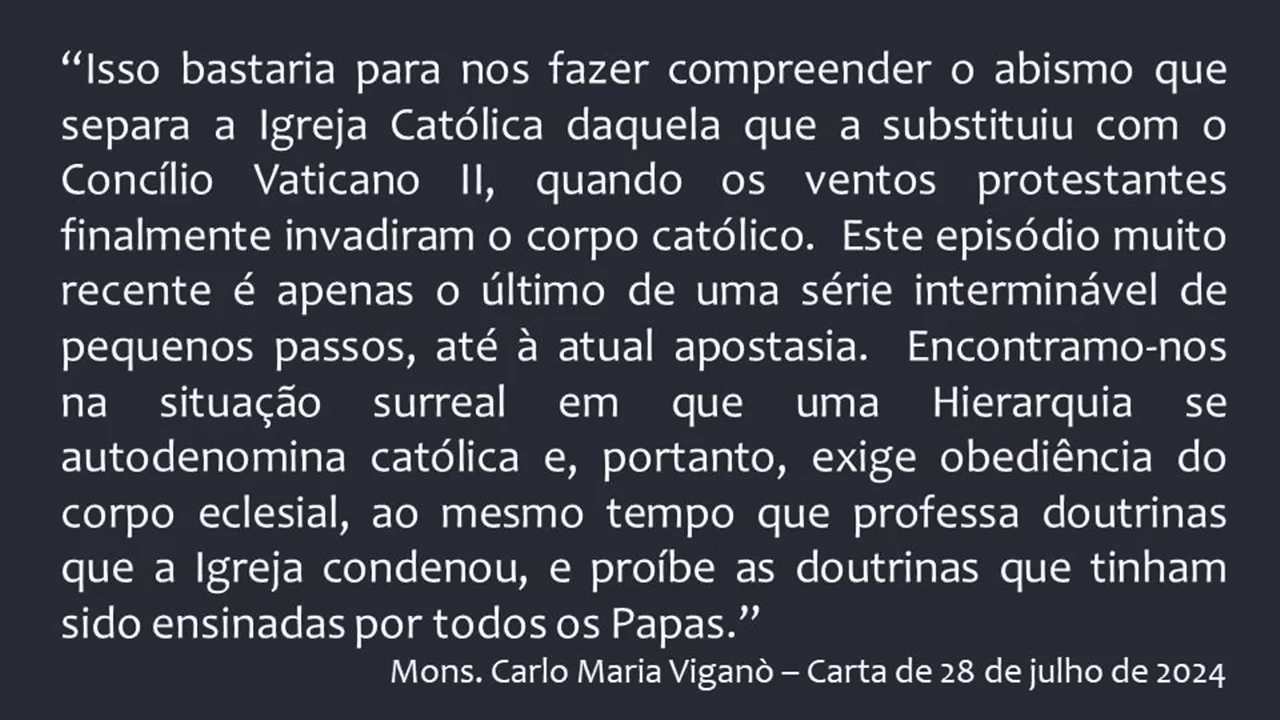 “Isso bastaria para nos fazer compreender o abismo que
separa a Igreja Católica daquela que a substituiu com o
Concílio Vaticano II, quando os ventos protestantes
finalmente invadiram o corpo católico. Este episódio muito
recente é apenas o último de uma série interminável de
pequenos passos, até à atual apostasia. Encontramo-nos
na situação surreal em que uma Hierarquia se
autodenomina católica e, portanto, exige obediência do
corpo eclesial, ao mesmo tempo que professa doutrinas
que a Igreja condenou, e proíbe as doutrinas que tinham
sido ensinadas por todos os Papas.”
Mons. Carlo Maria Viganò – Carta de 28 de julho de 2024